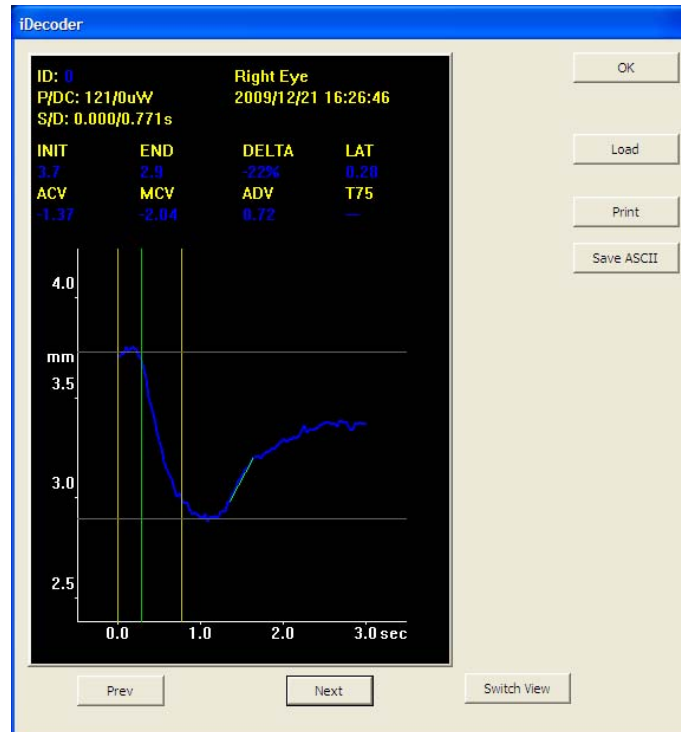 iDecoder
ID: 0 Right Eye
P/DC: 121/0uW 2009/12/21 16:26:46
S/D: 0.000/0.771s
INIT END DELTA LAT
3.7 2.9 -22% 0.28
ACV MCV ADV T75
-1.37 -2.04 0.72 ---
4.0
mm
3.5
3.0
2.5
0.0 1.0 2.0 3.0 sec
OK
Load
Print
Save ASCII
Prev Next Switch View